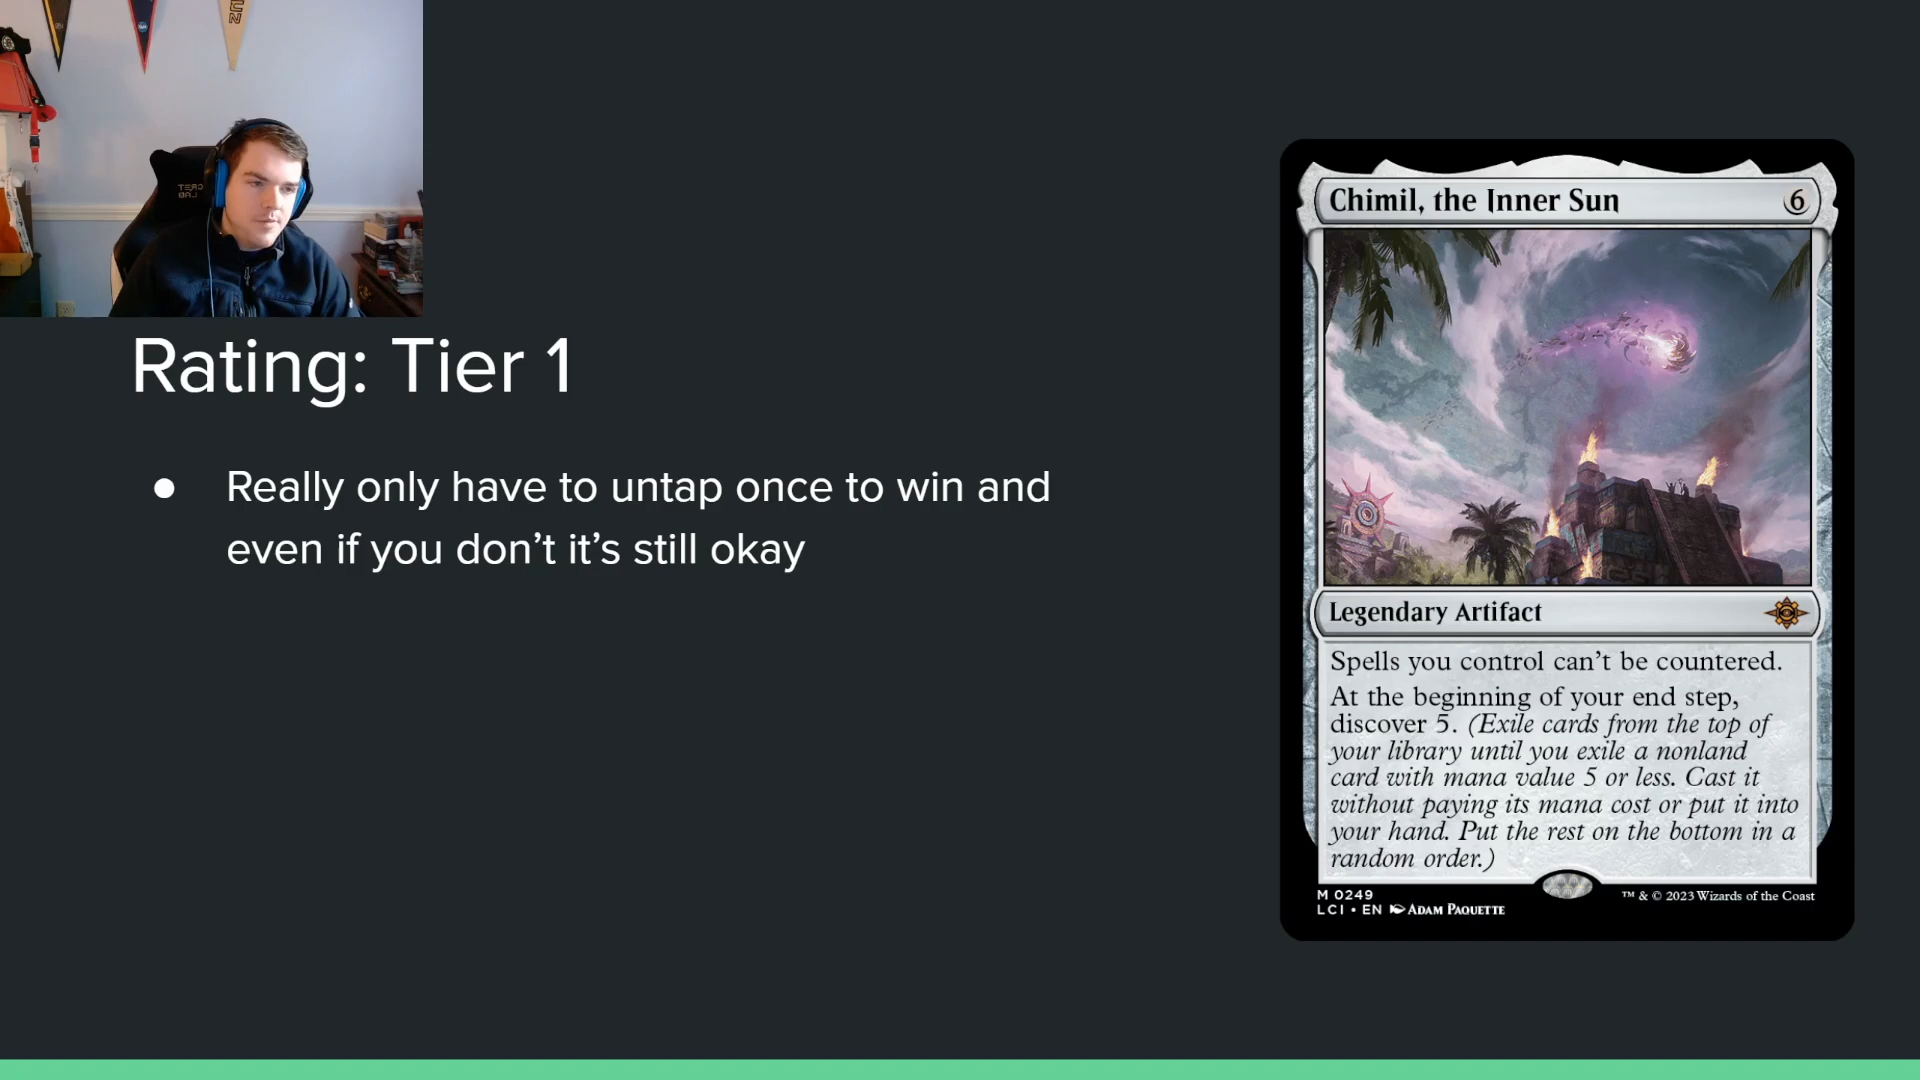 Rating: Tier 1
● Really only have to untap once to win and
even if you don’t it’s still okay
Chimil, the Inner Sun 6
Legendary Artifact
Spells you control can’t be countered.
At the beginning of your end step,
discover 5. (Exile cards from the top of
your library until you exile a nonland
card with mana value 5 or less. Cast it
without paying its mana cost or put it into
your hand. Put the rest on the bottom in a
random order.)
M 0249
LCI • EN ADAM PAQUETTE
™ & © 2023 Wizards of the Coast